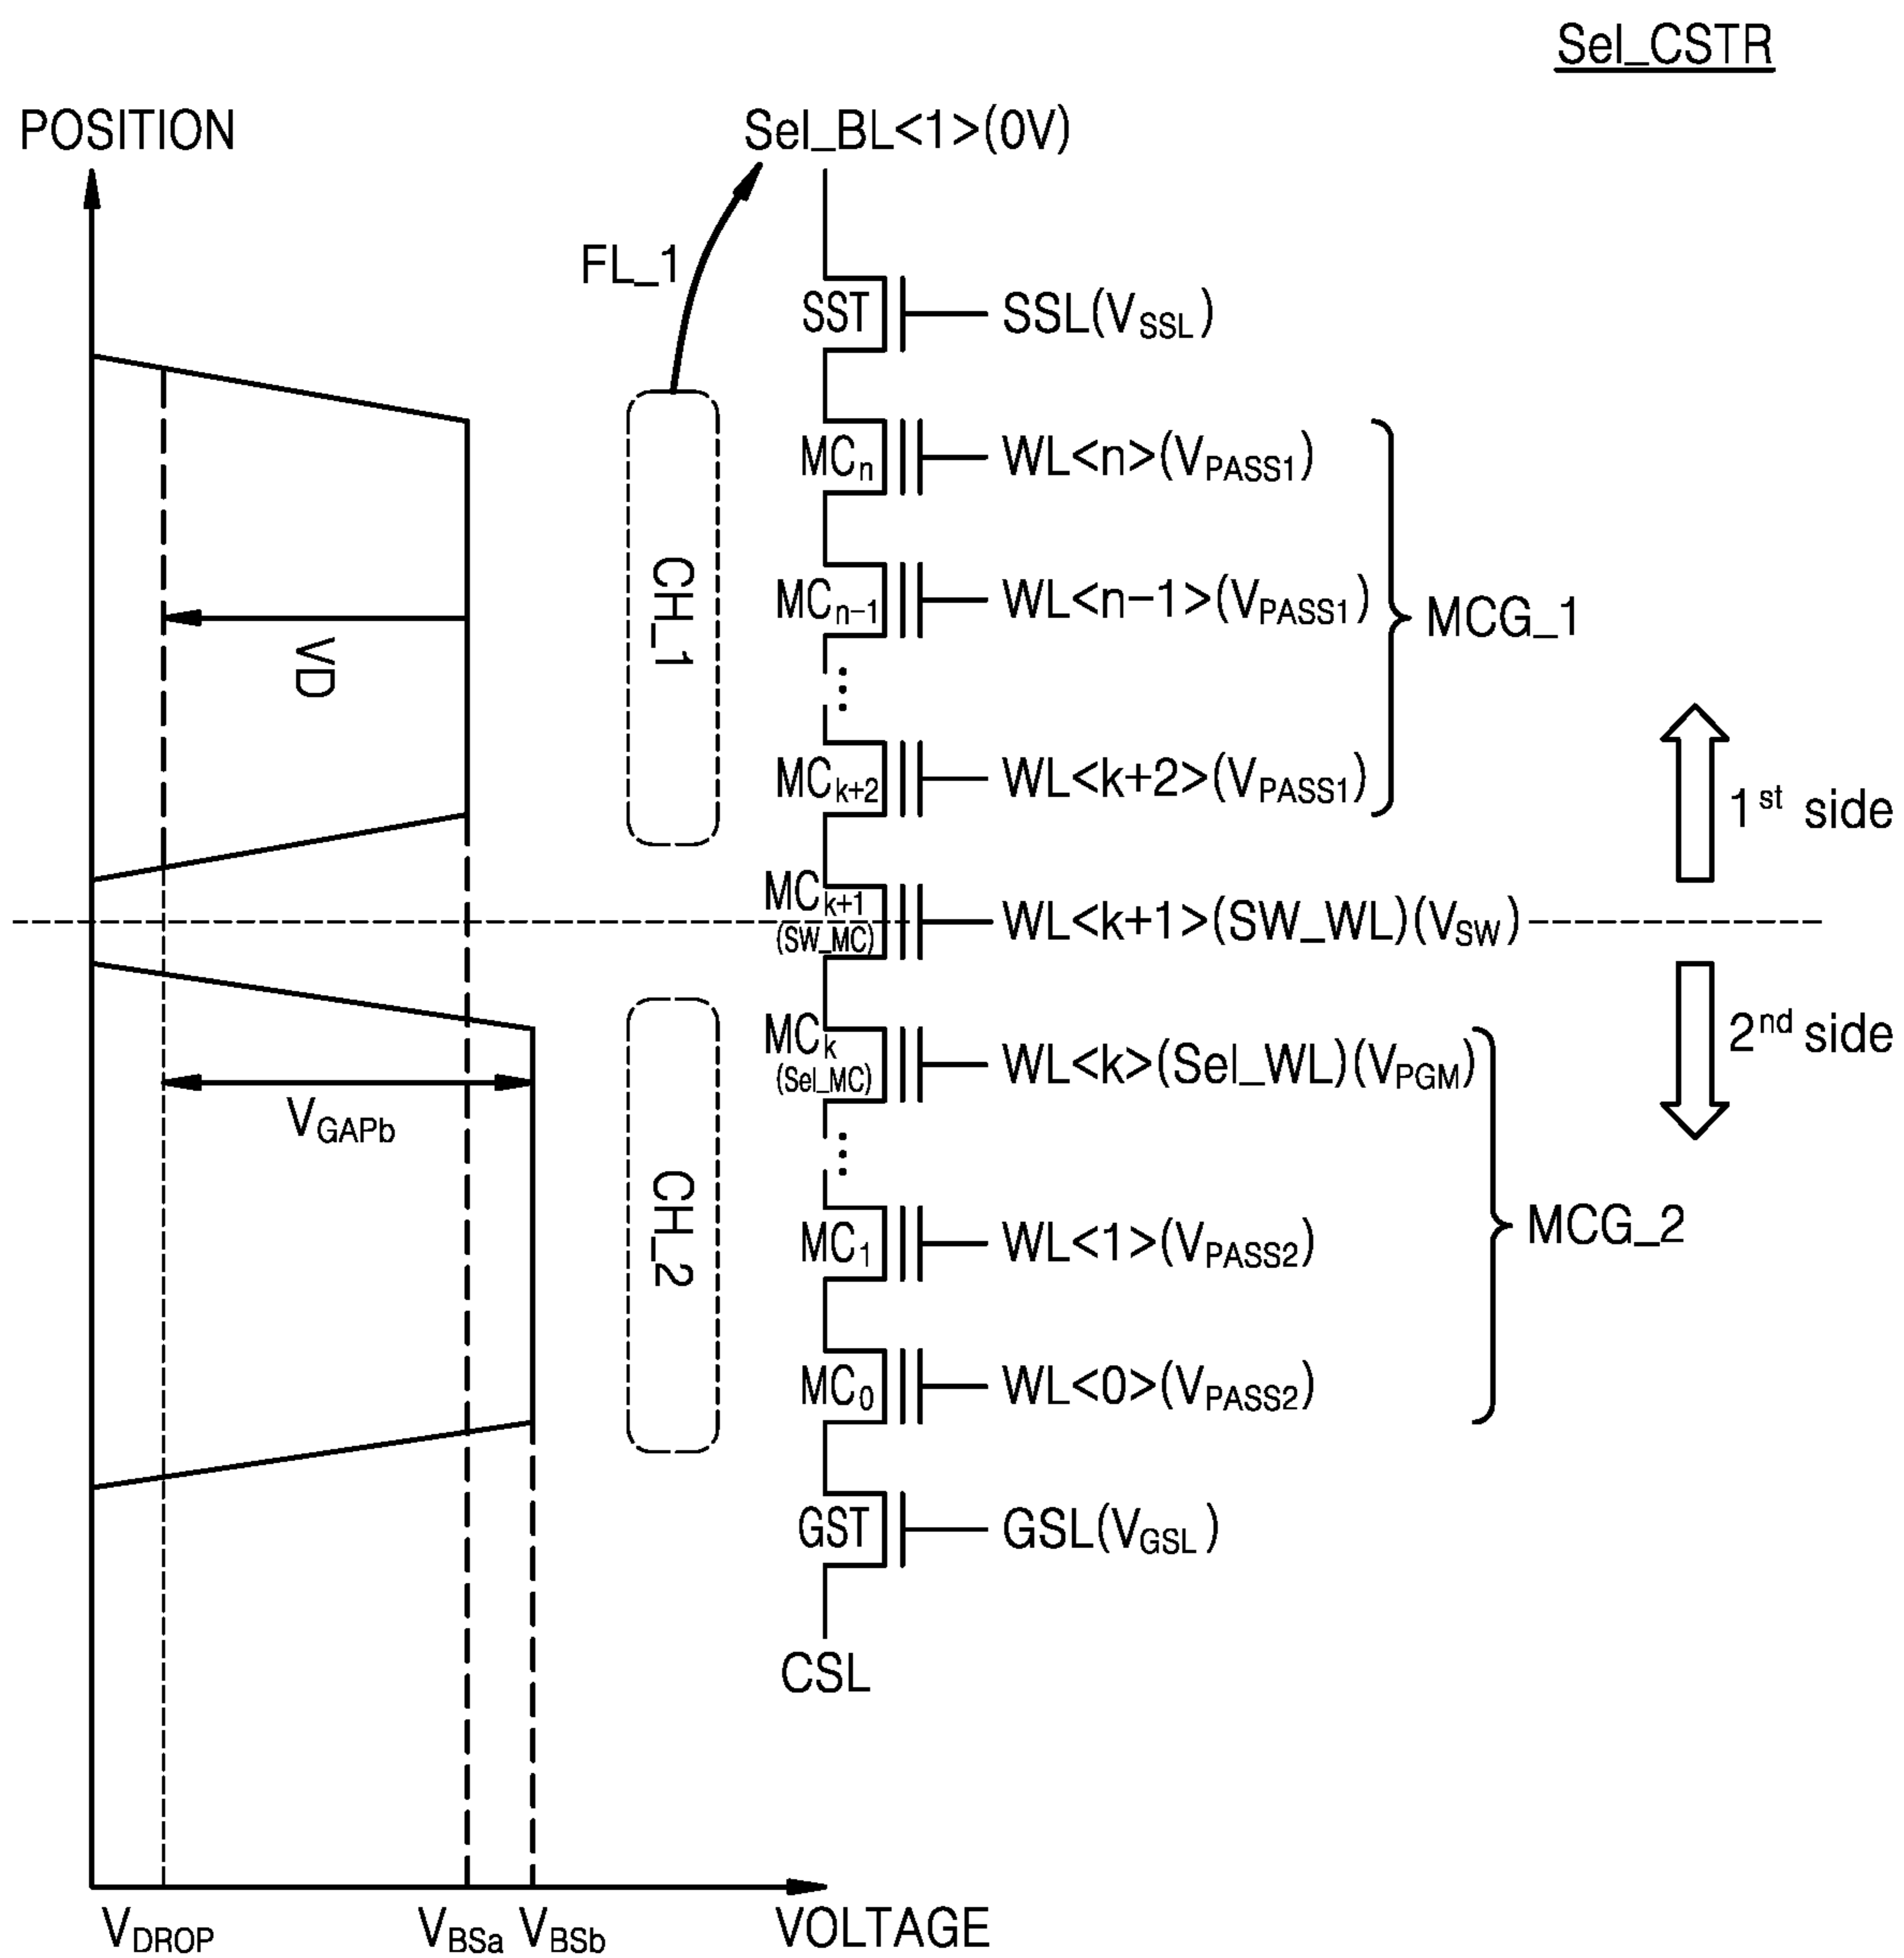 Sel_CSTR
POSITION
Sel_BL<1>(0V)
FL_1
SST
SSL(VSSL)
MCn
WL<n>(VPASS1)
CH_1
MCn-1
WL<n-1>(VPASS1)
MCG_1
VD
MCk+2
WL<k+2>(VPASS1)
1st side
MCk+1
(SW_MC)
WL<k+1>(SW_WL)(VSW)
MCk
(Sel_MC)
WL<k>(Sel_WL)(VPGM)
2nd side
VGAPb
CH_2
MC1
WL<1>(VPASS2)
MCG_2
MC0
WL<0>(VPASS2)
GST
GSL(VGSL)
CSL
VDROP
VBSa
VBSb
VOLTAGE